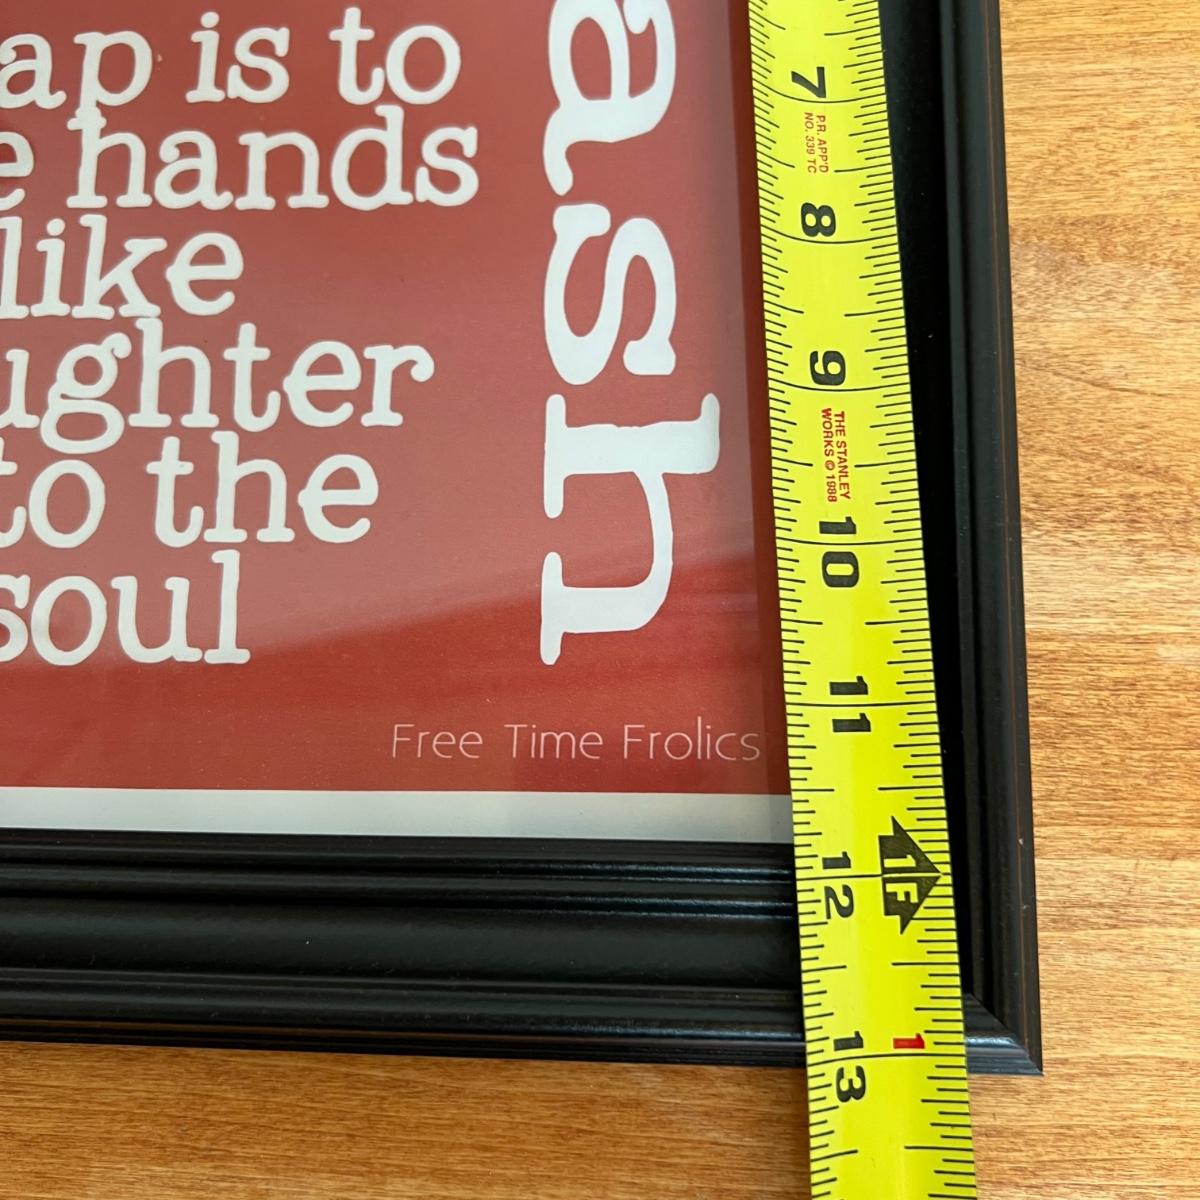 ap is to
e hands
like
ughter
to the
soul
ash
Free Time Frolics
7
P.R. APP'D
NO. 339 TC
8
9
THE STANLEY
WORKS © 1988
10
11
12
1F
13
1